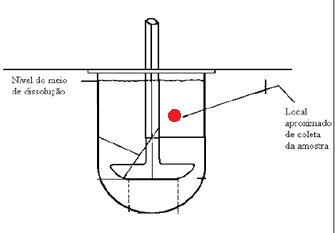 Nível do meio
de dissolução
Local
aproximado
de coleta
da amostra